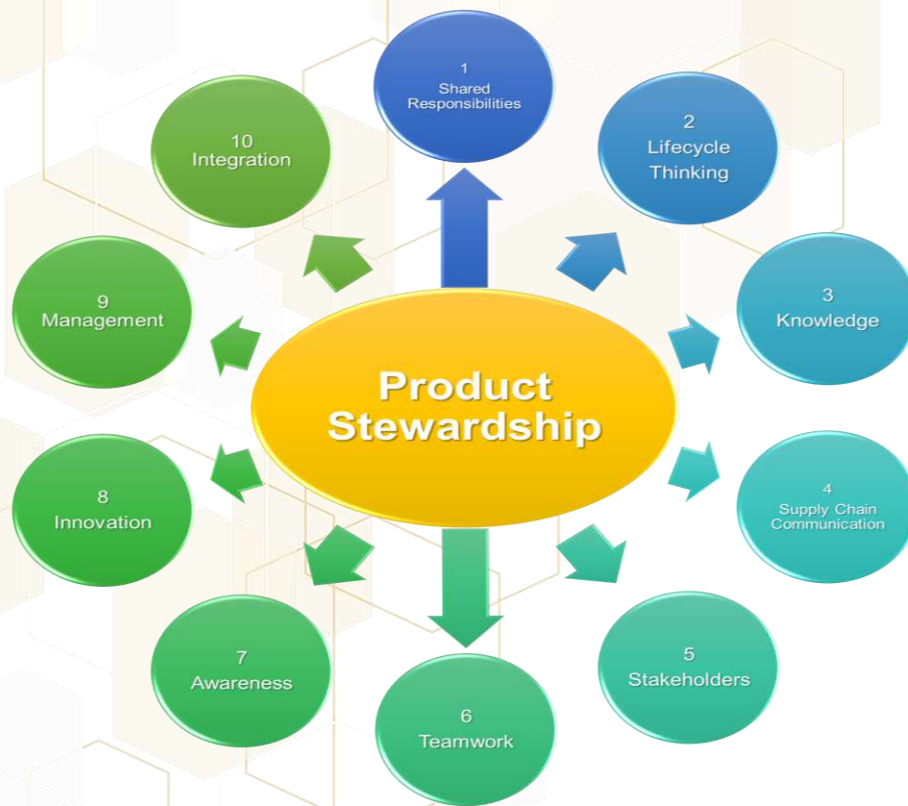 1
Shared
Responsibilities
2
Lifecycle
Thinking
3
Knowledge
4
Supply Chain
Communication
5
Stakeholders
6
Teamwork
7
Awareness
8
Innovation
9
Management
10
Integration
Product
Stewardship